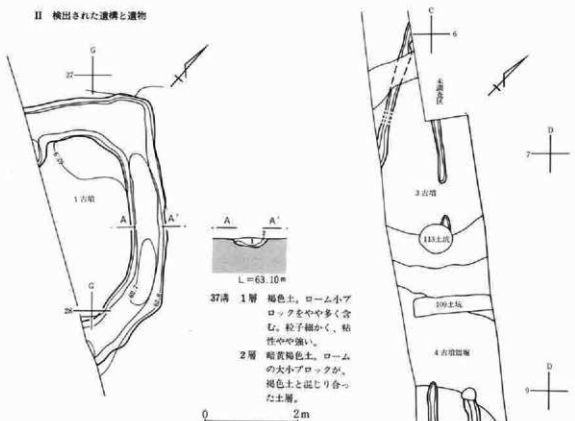 II 検出された遺構と遺物
G
27
1古墳
A
A'
28
G
62.7
A
A'
L=63.10m
37溝 1層 褐色土。ローム小ブ
ロックをやや多く含
む。粒子細かく、粘
性やや強い。
2層 暗黄褐色土。ローム
の大小ブロックが、
褐色土と混じり合っ
た土層。
0
2m
C
6
未調査区
D
7
3古墳
113土坑
109土坑
4古墳周堀
D
9